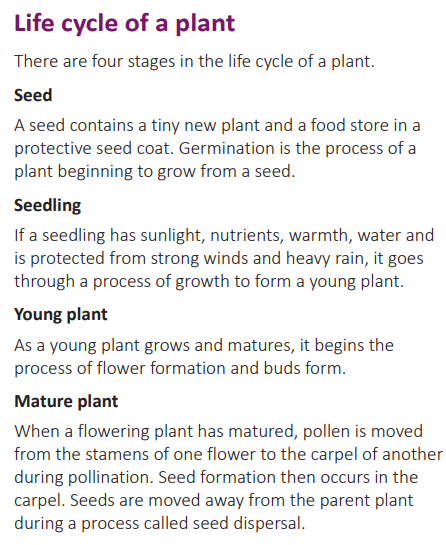 Life cycle of a plant
There are four stages in the life cycle of a plant.
Seed
A seed contains a tiny new plant and a food store in a
protective seed coat. Germination is the process of a
plant beginning to grow from a seed.
Seedling
If a seedling has sunlight, nutrients, warmth, water and
is protected from strong winds and heavy rain, it goes
through a process of growth to form a young plant.
Young plant
As a young plant grows and matures, it begins the
process of flower formation and buds form.
Mature plant
When a flowering plant has matured, pollen is moved
from the stamens of one flower to the carpel of another
during pollination. Seed formation then occurs in the
carpel. Seeds are moved away from the parent plant
during a process called seed dispersal.